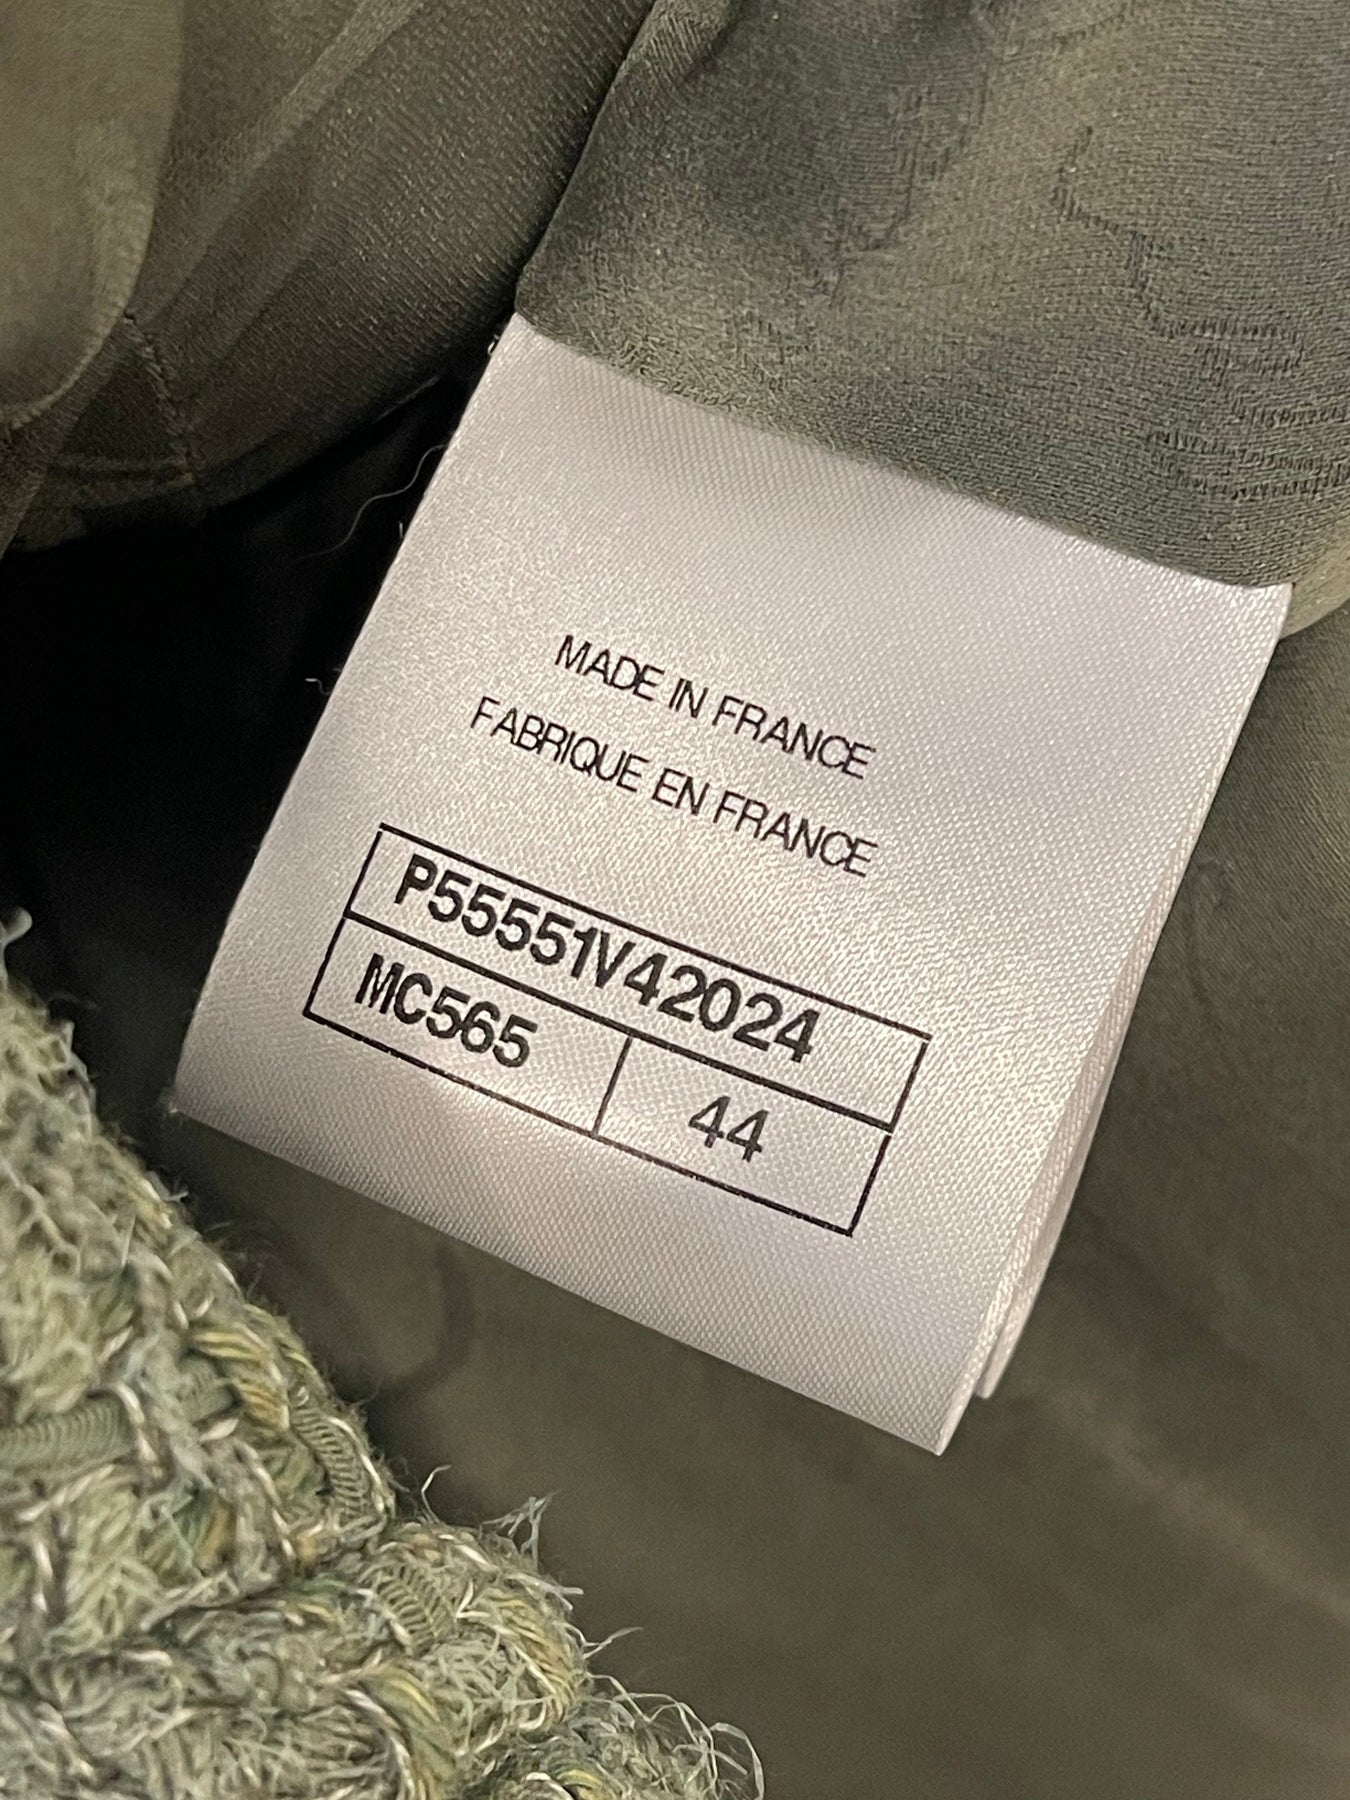 MADE IN FRANCE
FABRIQUE EN FRANCE
P55551V42024
MC565 44